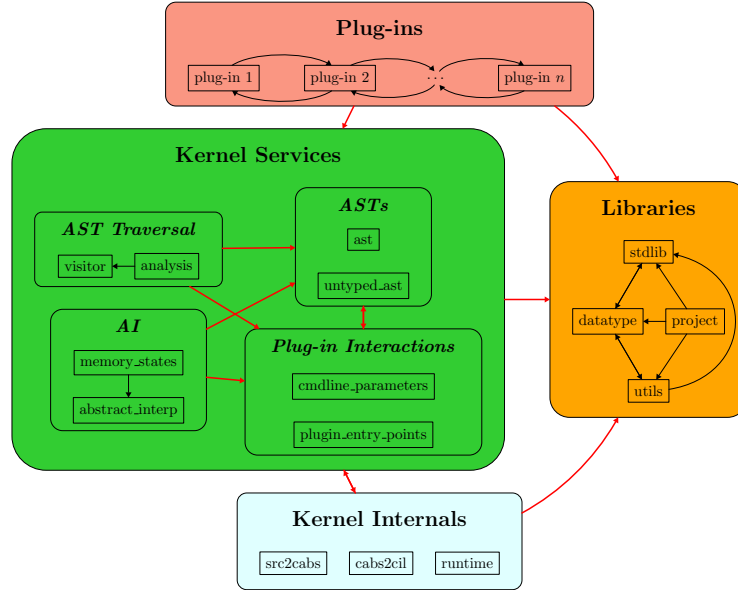 Plug-ins
plug-in 1
plug-in 2
...
plug-in n
Kernel Services
AST Traversal
visitor
analysis
ASTs
ast
untyped_ast
AI
memory_states
abstract_interp
Plug-in Interactions
cmdline_parameters
plugin_entry_points
Libraries
stdlib
datatype
project
utils
Kernel Internals
src2cabs
cabs2cil
runtime